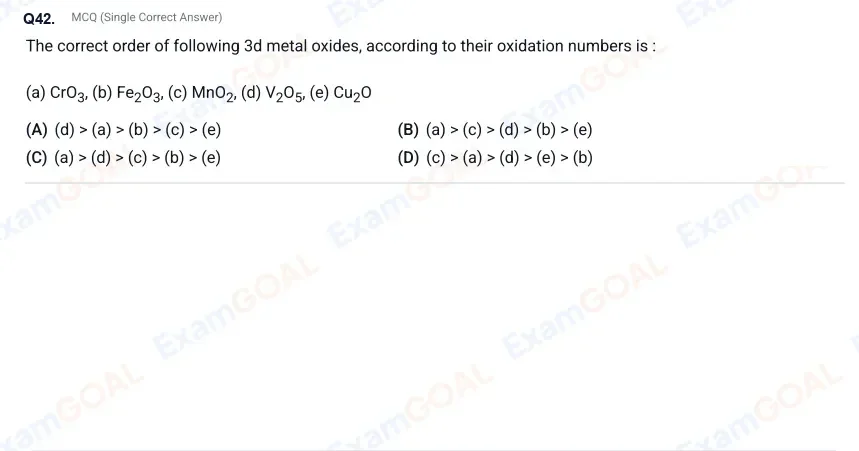 Q42. MCQ (Single Correct Answer)
The correct order of following 3d metal oxides, according to their oxidation numbers is :
(a) CrO₃, (b) Fe₂O₃, (c) MnO₂, (d) V₂O₅, (e) Cu₂O
(A) (d) > (a) > (b) > (c) > (e)
(B) (a) > (c) > (d) > (b) > (e)
(C) (a) > (d) > (c) > (b) > (e)
(D) (c) > (a) > (d) > (e) > (b)
ExamGOAL